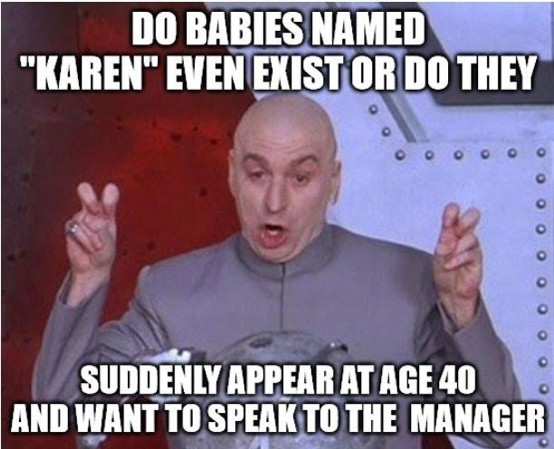 DO BABIES NAMED
"KAREN" EVEN EXIST OR DO THEY
SUDDENLY APPEAR AT AGE 40
AND WANT TO SPEAK TO THE MANAGER